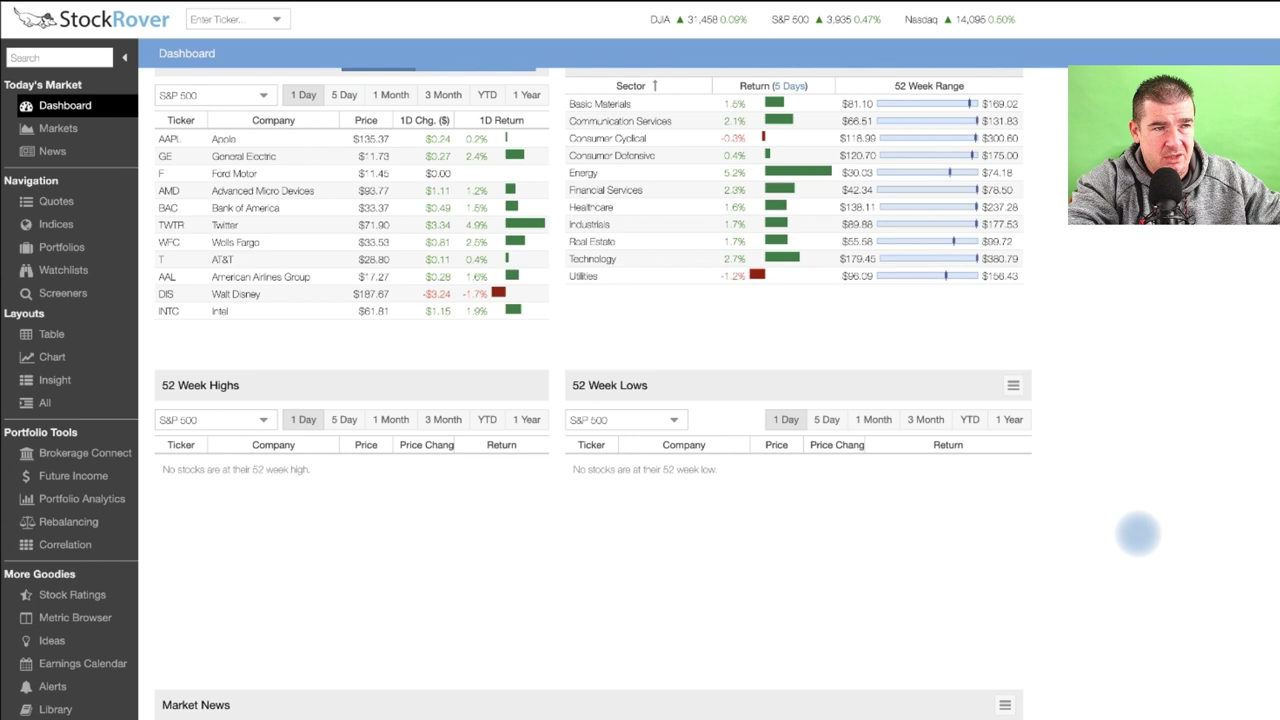 StockRover Enter Ticker... DJA ▲ 31,458 0.09% S&P 500 ▲ 3,935 0.47% Nasdaq ▲ 14,095 0.50%
Search
Dashboard
Today's Market
Dashboard
Markets
News
Navigation
Quotes
Indices
Portfolios
Watchlists
Screeners
Layouts
Table
Chart
Insight
All
Portfolio Tools
Brokerage Connect
Future Income
Portfolio Analytics
Rebalancing
Correlation
More Goodies
Stock Ratings
Metric Browser
Ideas
Earnings Calendar
Alerts
Library
S&P 500 1 Day 5 Day 1 Month 3 Month YTD 1 Year
Ticker Company Price 1D Chg. ($) 1D Return
AAPL Apple $135.37 $0.24 0.2%
GE General Electric $11.73 $0.27 2.4%
F Ford Motor $11.45 $0.00
AMD Advanced Micro Devices $93.77 $1.11 1.2%
BAC Bank of America $33.37 $0.49 1.5%
TWTR Twitter $71.90 $3.34 4.9%
WFC Wells Fargo $33.53 $0.81 2.5%
T AT&T $28.80 $0.11 0.4%
AAL American Airlines Group $17.27 $0.28 1.6%
DIS Walt Disney $187.67 -$3.24 -1.7%
INTC Intel $61.81 $1.15 1.9%
Sector ↑ Return (5 Days) 52 Week Range
Basic Materials 1.5% $81.10 $169.02
Communication Services 2.1% $66.51 $131.83
Consumer Cyclical -0.3% $118.99 $300.60
Consumer Defensive 0.4% $120.70 $175.00
Energy 5.2% $30.03 $74.18
Financial Services 2.3% $42.34 $78.50
Healthcare 1.6% $138.11 $237.28
Industrials 1.7% $89.88 $177.53
Real Estate 1.7% $55.58 $99.72
Technology 2.7% $179.45 $380.79
Utilities -1.2% $96.09 $156.43
52 Week Highs
S&P 500 1 Day 5 Day 1 Month 3 Month YTD 1 Year
Ticker Company Price Price Chang Return
No stocks are at their 52 week high.
52 Week Lows
S&P 500 1 Day 5 Day 1 Month 3 Month YTD 1 Year
Ticker Company Price Price Chang Return
No stocks are at their 52 week low.
Market News